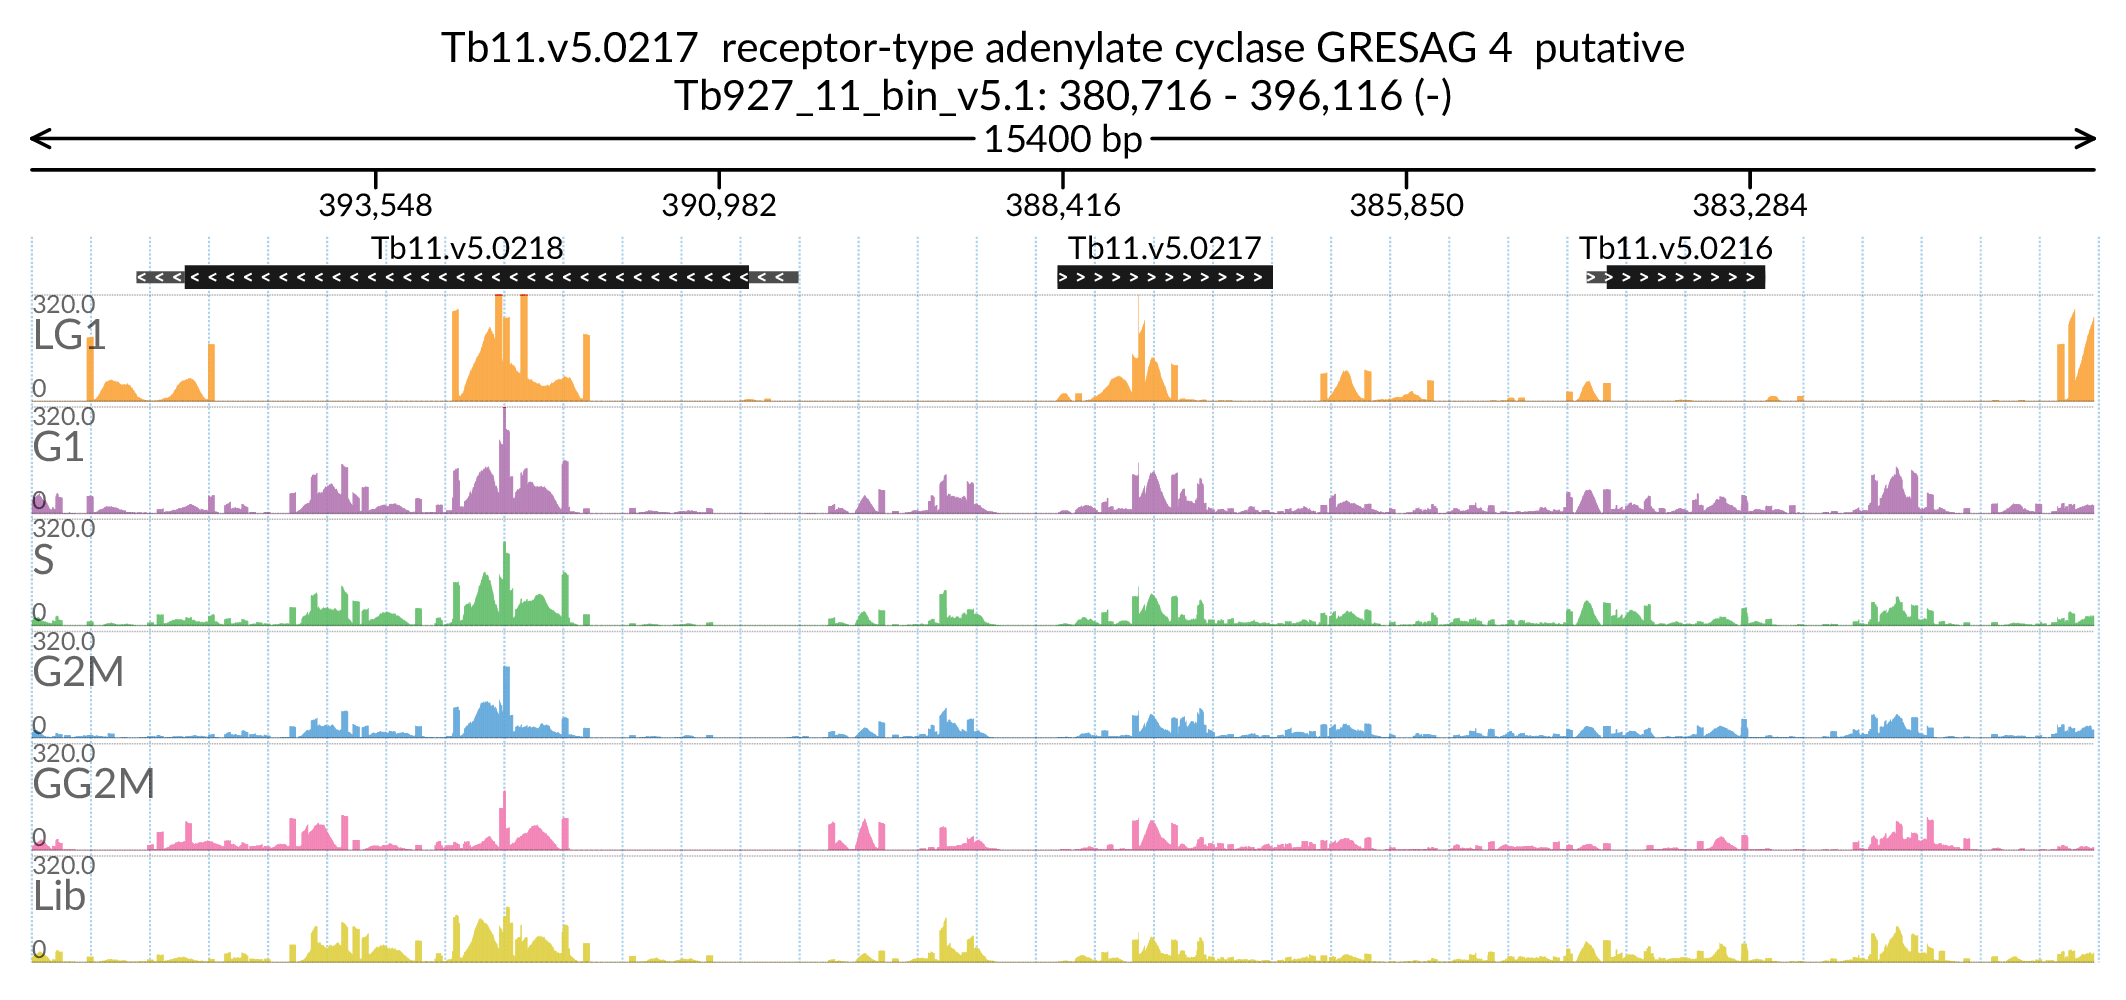 Tb11.v5.0217  receptor-type adenylate cyclase GRESAG 4  putative
Tb927_11_bin_v5.1: 380,716 - 396,116 (-)
15400 bp
393,548 390,982 388,416 385,850 383,284
Tb11.v5.0218 Tb11.v5.0217 Tb11.v5.0216
320.0
LG1
0
320.0
G1
0
320.0
S
0
320.0
G2M
0
320.0
GG2M
0
320.0
Lib
0